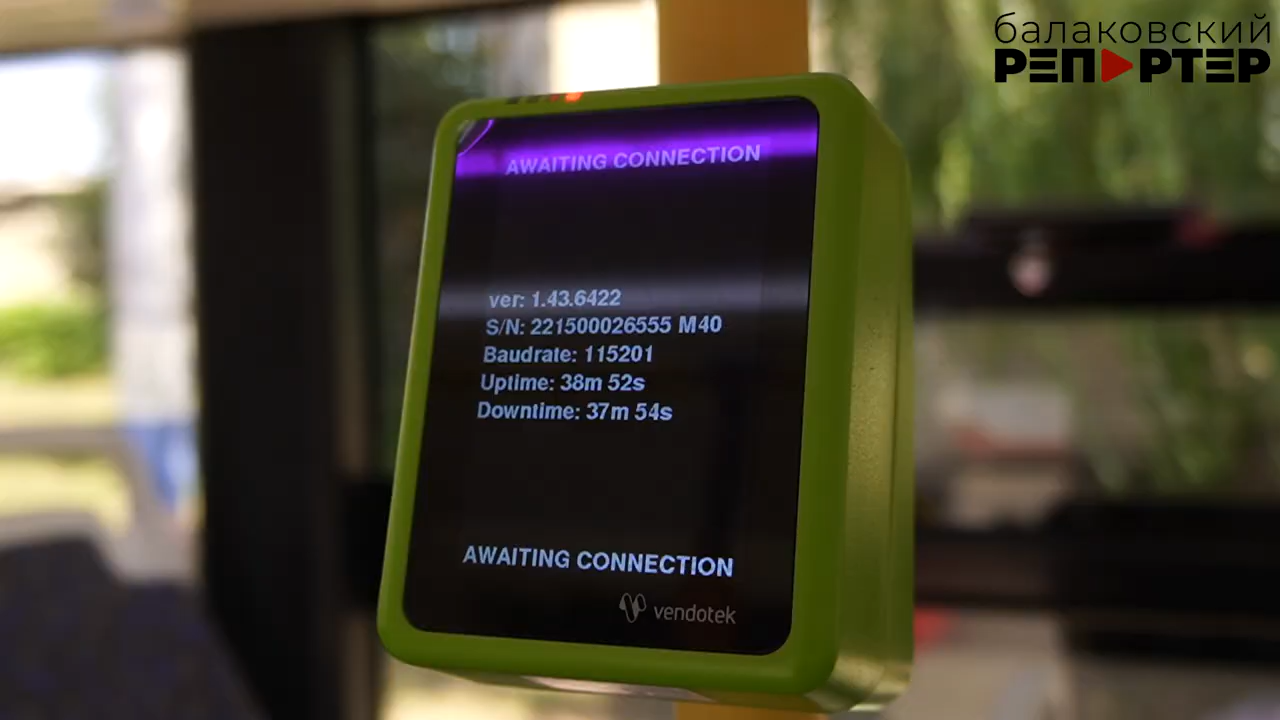 балаковский
РЕПОРТЕР
AWAITING CONNECTION
ver: 1.43.6422
S/N: 221500026555 M40
Baudrate: 115201
Uptime: 38m 52s
Downtime: 37m 54s
AWAITING CONNECTION
vendotek